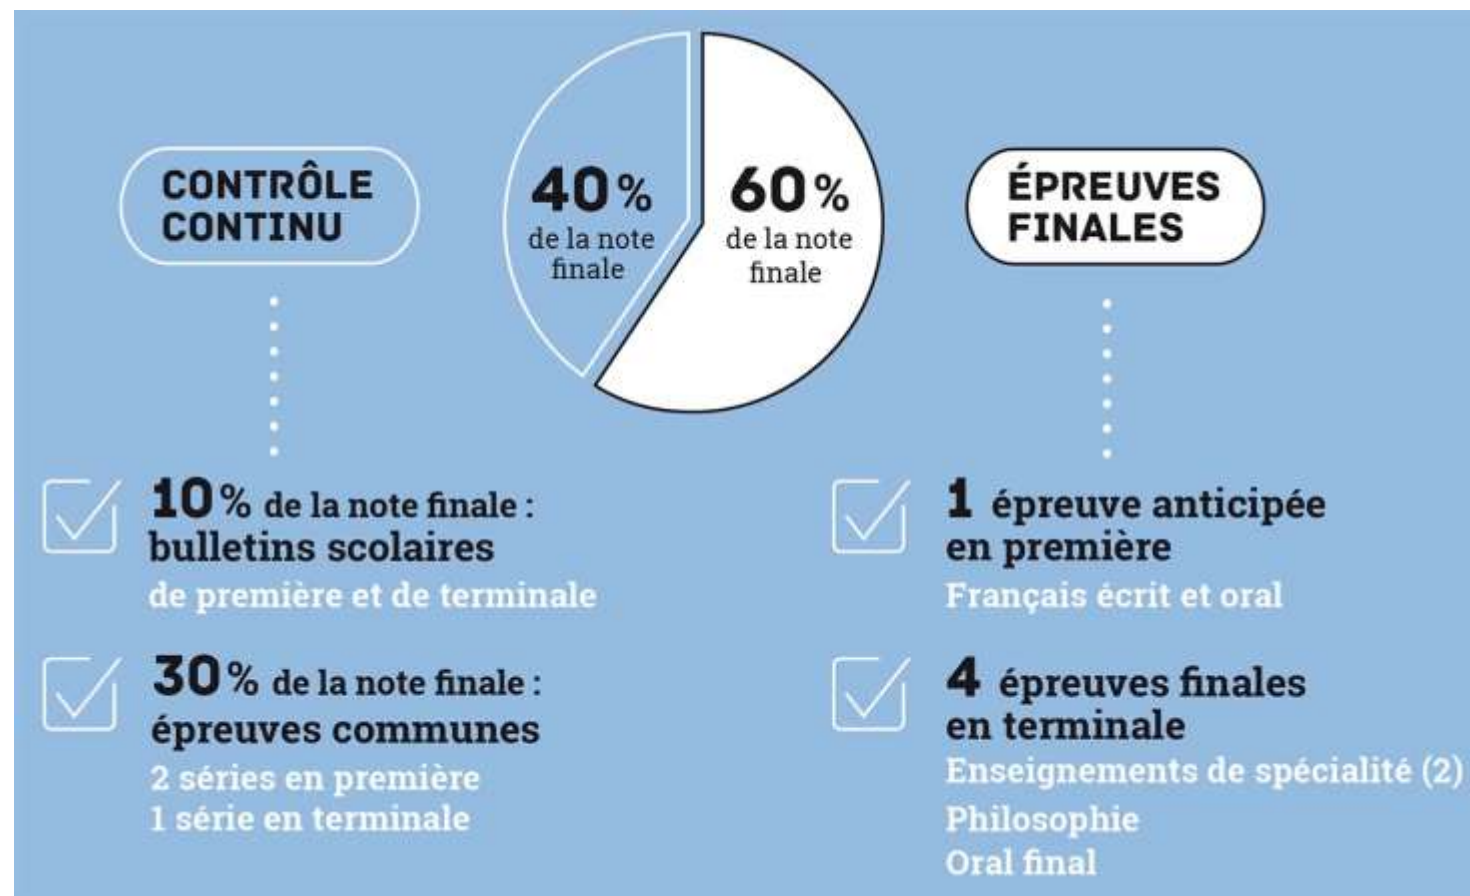 CONTRÔLE
CONTINU
40%
de la note
finale
60%
de la note
finale
ÉPREUVES
FINALES
10% de la note finale :
bulletins scolaires
de première et de terminale
30% de la note finale :
épreuves communes
2 séries en première
1 série en terminale
1 épreuve anticipée
en première
Français écrit et oral
4 épreuves finales
en terminale
Enseignements de spécialité (2)
Philosophie
Oral final